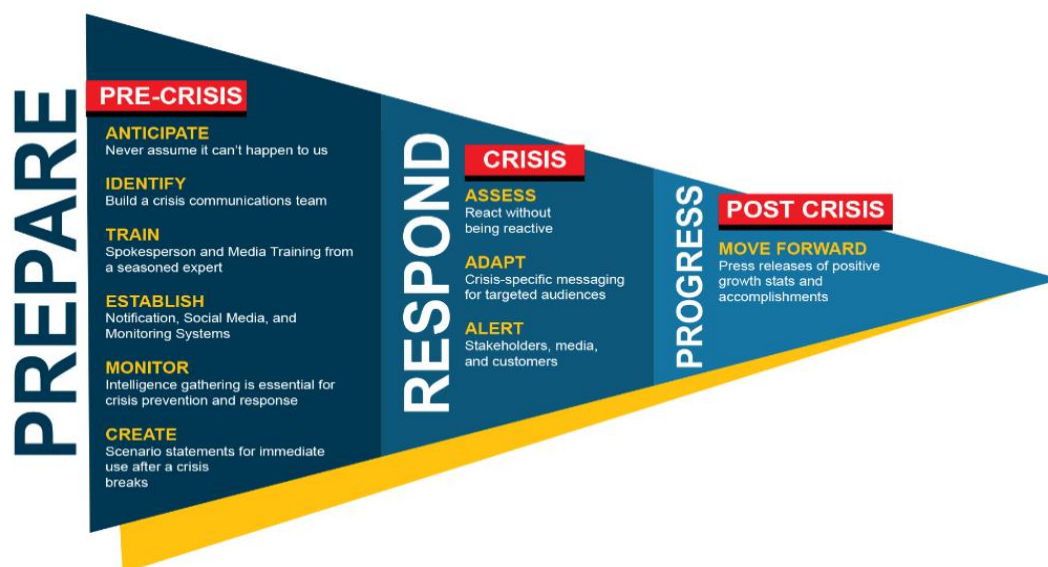 PREPARE
PRE-CRISIS
ANTICIPATE
Never assume it can't happen to us
IDENTIFY
Build a crisis communications team
TRAIN
Spokesperson and Media Training from
a seasoned expert
ESTABLISH
Notification, Social Media, and
Monitoring Systems
MONITOR
Intelligence gathering is essential for
crisis prevention and response
CREATE
Scenario statements for immediate
use after a crisis
breaks
RESPOND
CRISIS
ASSESS
React without
being reactive
ADAPT
Crisis-specific messaging
for targeted audiences
ALERT
Stakeholders, media,
and customers
PROGRESS
POST CRISIS
MOVE FORWARD
Press releases of positive
growth stats and
accomplishments